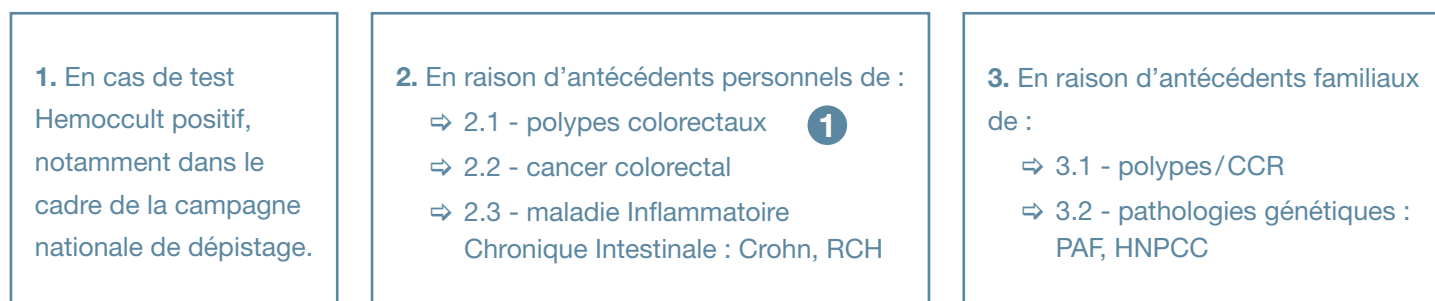 1. En cas de test
Hemoccult positif,
notamment dans le
cadre de la campagne
nationale de dépistage.
2. En raison d'antécédents personnels de :
⇨ 2.1 - polypes colorectaux 1
⇨ 2.2 - cancer colorectal
⇨ 2.3 - maladie Inflammatoire
Chronique Intestinale : Crohn, RCH
3. En raison d'antécédents familiaux
de :
⇨ 3.1 - polypes/CCR
⇨ 3.2 - pathologies génétiques :
PAF, HNPCC